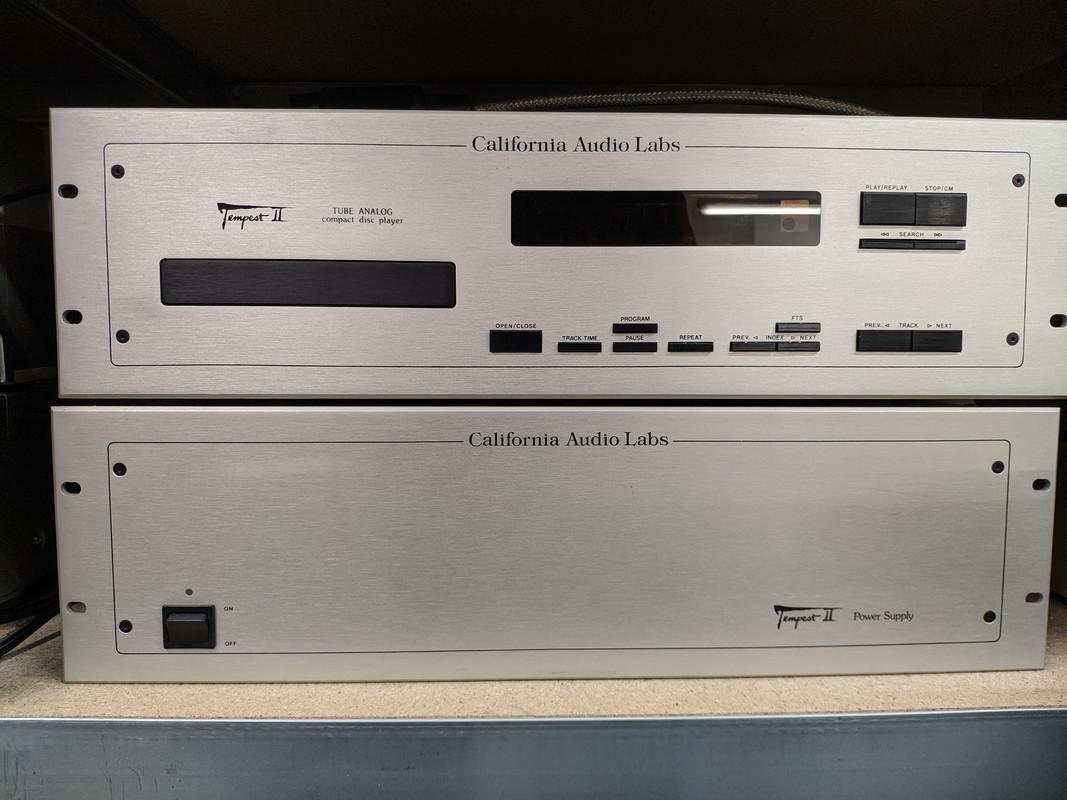 California Audio Labs
Tempest II
TUBE ANALOG
compact disc player
PLAY/REPLAY STOP/CM
SEARCH
OPEN/CLOSE
TRACK TIME
PROGRAM
PAUSE
REPEAT
FTS
PREV. ◁ INDEX ▷ NEXT
PREV. ◁ TRACK ▷ NEXT
California Audio Labs
ON
OFF
Tempest II Power Supply